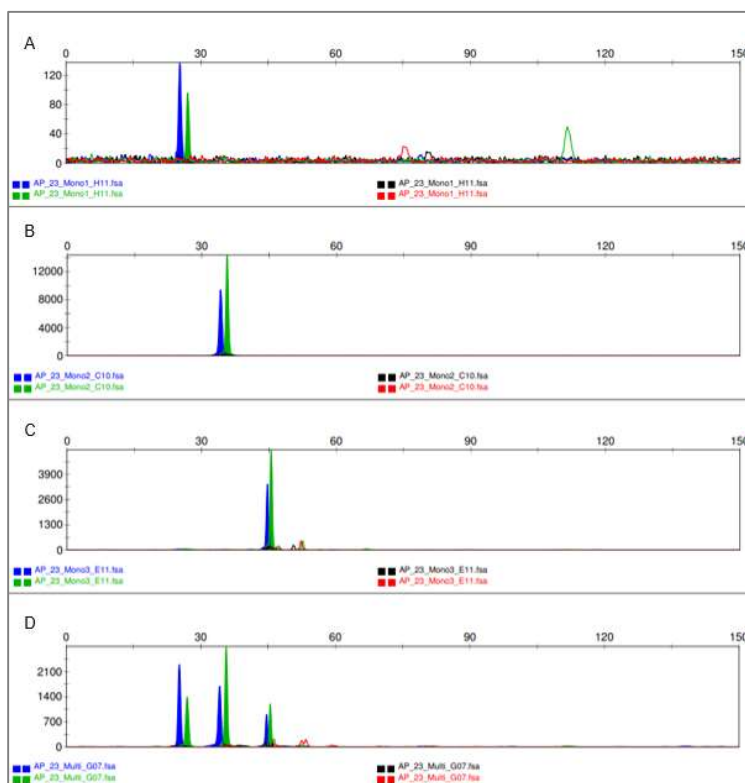 A
0 30 60 90 120 150
120
80
40
0
AP_23_Mono1_H11.fsa AP_23_Mono1_H11.fsa
AP_23_Mono1_H11.fsa AP_23_Mono1_H11.fsa
B
0 30 60 90 120 150
12000
8000
4000
0
AP_23_Mono2_C10.fsa AP_23_Mono2_C10.fsa
AP_23_Mono2_C10.fsa AP_23_Mono2_C10.fsa
C
0 30 60 90 120 150
3900
2600
1300
0
AP_23_Mono3_E11.fsa AP_23_Mono3_E11.fsa
AP_23_Mono3_E11.fsa AP_23_Mono3_E11.fsa
D
0 30 60 90 120 150
2100
1400
700
0
AP_23_Multi_G07.fsa AP_23_Multi_G07.fsa
AP_23_Multi_G07.fsa AP_23_Multi_G07.fsa